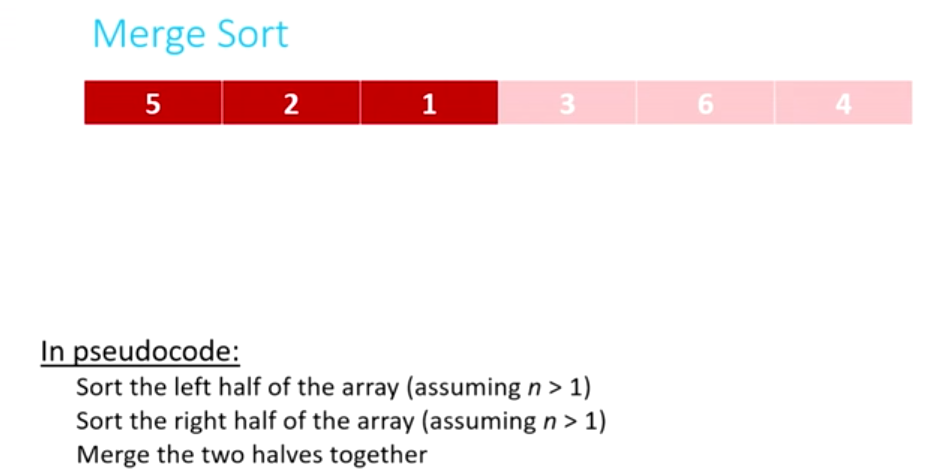 Merge Sort
5 2 1 3 6 4
In pseudocode:
Sort the left half of the array (assuming n > 1)
Sort the right half of the array (assuming n > 1)
Merge the two halves together